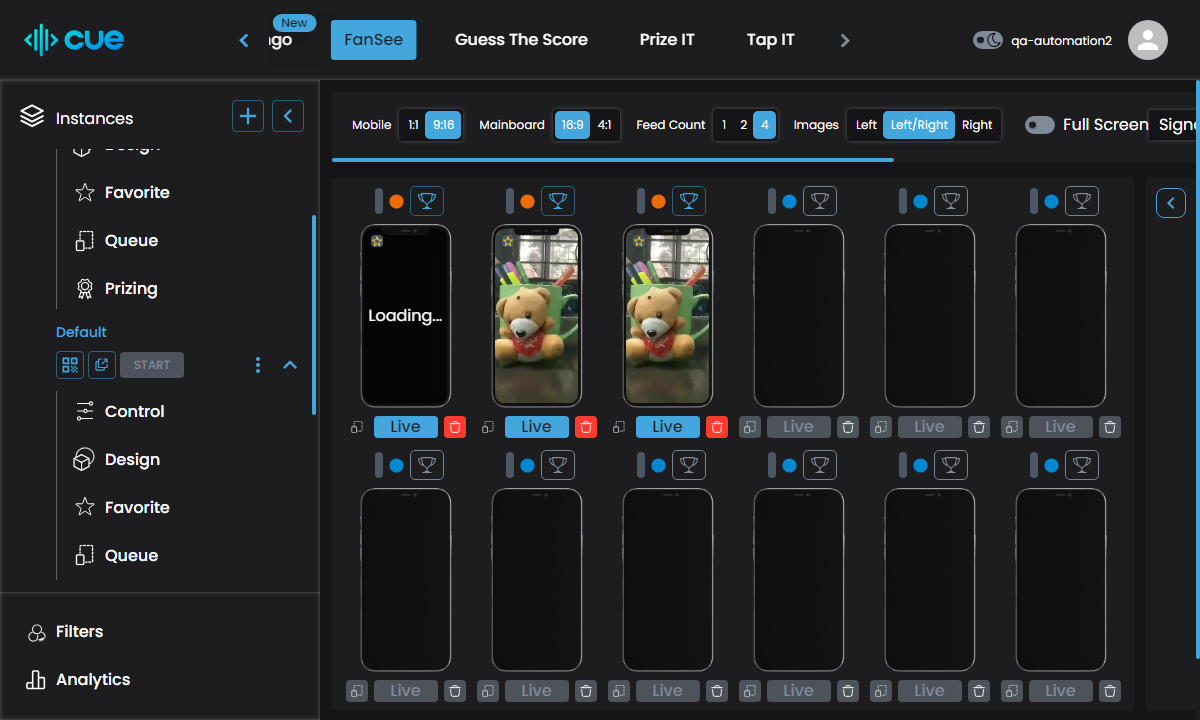 cue
New
FanSee
Guess The Score
Prize IT
Tap IT
qa-automation2
Instances
Mobile 1:1 9:16 Mainboard 16:9 4:1 Feed Count 1 2 4 Images Left Left/Right Right Full Screen
Design
Favorite
Queue
Prizing
Default
START
Control
Design
Favorite
Queue
Filters
Analytics
Loading...
Live Live Live Live Live Live
Live Live Live Live Live Live